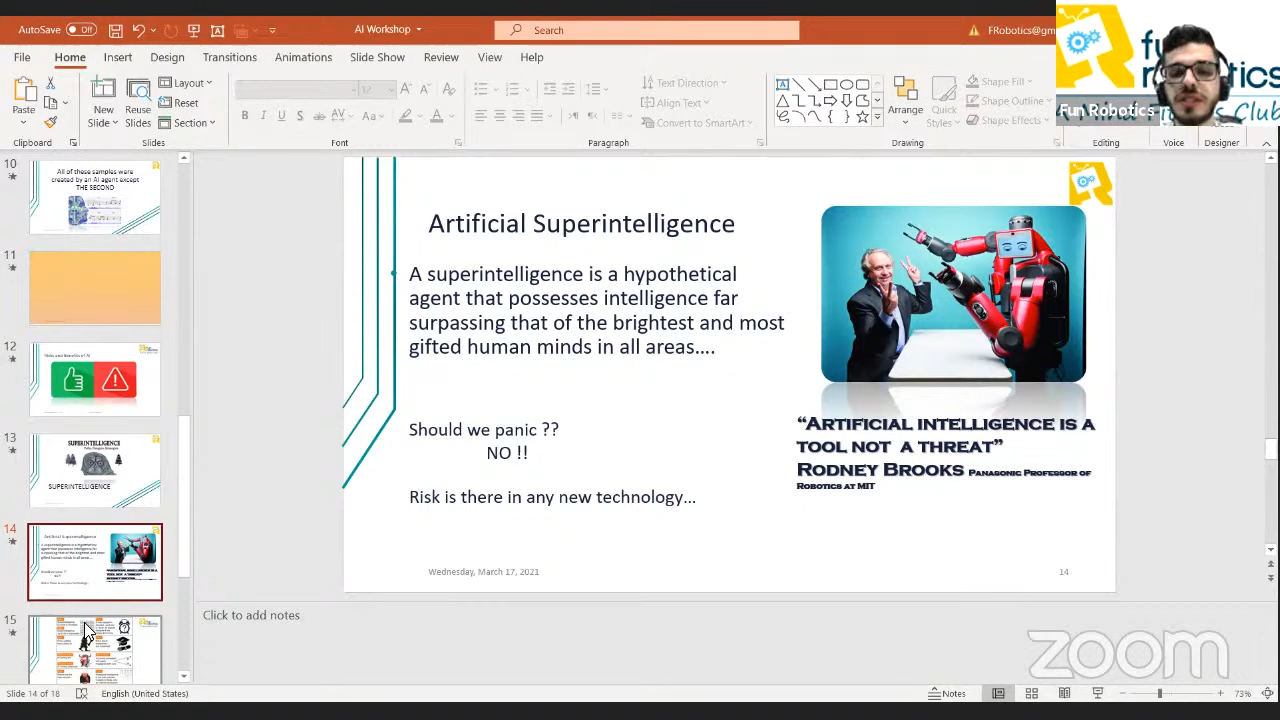 AutoSave Off
AI Workshop
Search
FRobotics@gm
File Home Insert Design Transitions Animations Slide Show Review View Help
Paste
New Slide
Reuse Slides
Layout
Reset
Section
Text Direction
Align Text
Convert to SmartArt
Arrange
Quick Styles
Shape Fill
Shape Outline
Shape Effects
Clipboard
Slides
Font
Paragraph
Drawing
Editing
Voice
Designer
Fun Robotics
10
All of these samples were
created by an AI agent except
THE SECOND
11
12
Risks and Benefits of AI
13
SUPERINTELLIGENCE
SUPERINTELLIGENCE
14
15
Artificial Superintelligence
A superintelligence is a hypothetical
agent that possesses intelligence far
surpassing that of the brightest and most
gifted human minds in all areas....
Should we panic ??
NO !!
Risk is there in any new technology...
“Artificial intelligence is a
tool not a threat”
Rodney Brooks Panasonic Professor of
Robotics at MIT
Wednesday, March 17, 2021
14
Click to add notes
zoom
Slide 14 of 18
English (United States)
Notes
73%